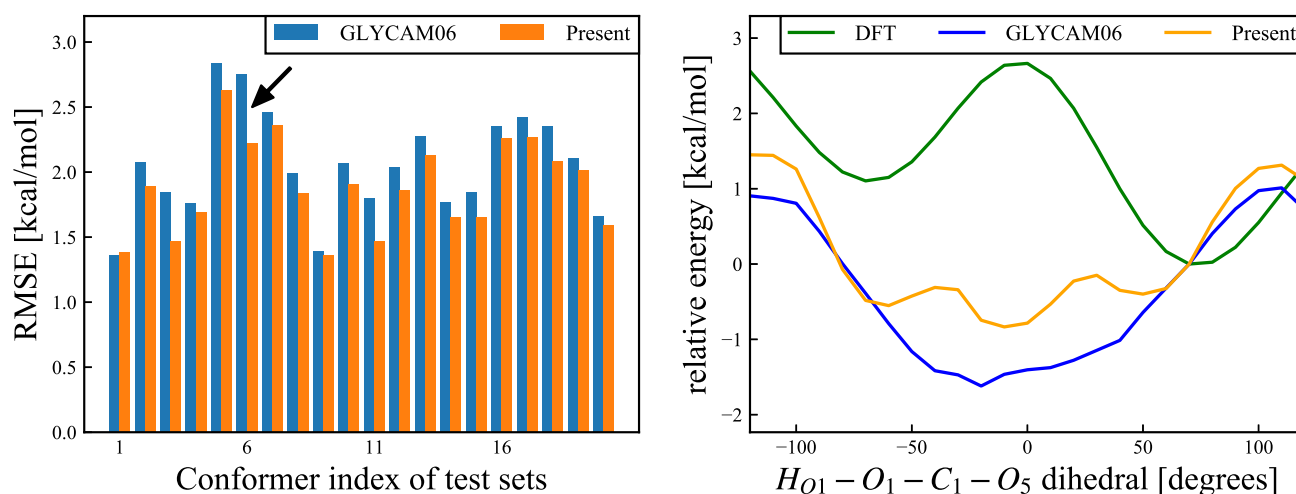 GLYCAM06 Present
3.0
2.5
2.0
1.5
1.0
0.5
0.0
RMSE [kcal/mol]
1 6 11 16
Conformer index of test sets
DFT GLYCAM06 Present
3
2
1
0
−1
−2
relative energy [kcal/mol]
−100 −50 0 50 100
H_{O1} − O_1 − C_1 − O_5 dihedral [degrees]